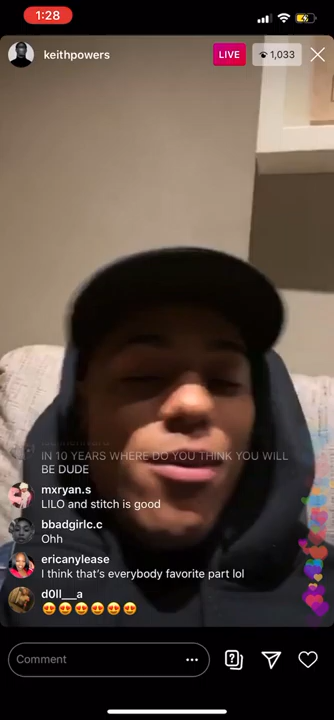 1:28
keithpowers
LIVE
1,033
IN 10 YEARS WHERE DO YOU THINK YOU WILL
BE DUDE
mxryan.s
LILO and stitch is good
bbadgirlc.c
Ohh
ericanylease
I think that's everybody favorite part lol
d0ll__a
😍😍😍😍😍😍
Comment